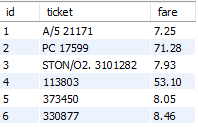 id ticket fare
1 A/5 21171 7.25
2 PC 17599 71.28
3 STON/O2. 3101282 7.93
4 113803 53.10
5 373450 8.05
6 330877 8.46